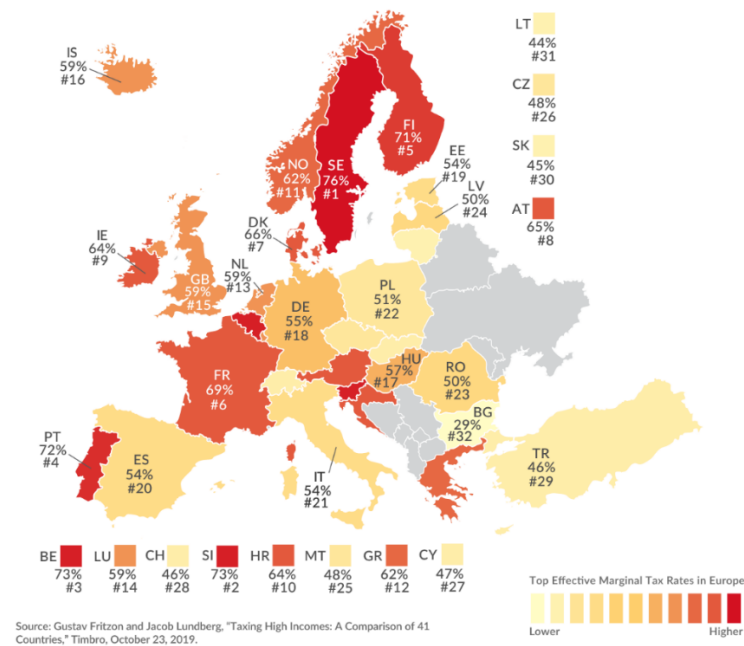 IS
59%
#16
LT
44%
#31
CZ
48%
#26
SK
45%
#30
AT
65%
#8
FI
71%
#5
NO
62%
#11
SE
76%
#1
EE
54%
#19
LV
50%
#24
DK
66%
#7
IE
64%
#9
NL
59%
#13
GB
59%
#15
PL
51%
#22
DE
55%
#18
HU
57%
#17
RO
50%
#23
FR
69%
#6
BG
29%
#32
PT
72%
#4
ES
54%
#20
IT
54%
#21
TR
46%
#29
BE
73%
#3
LU
59%
#14
CH
46%
#28
SI
73%
#2
HR
64%
#10
MT
48%
#25
GR
62%
#12
CY
47%
#27
Top Effective Marginal Tax Rates in Europe
Lower Higher
Source: Gustav Fritzon and Jacob Lundberg, "Taxing High Incomes: A Comparison of 41
Countries," Timbro, October 23, 2019.